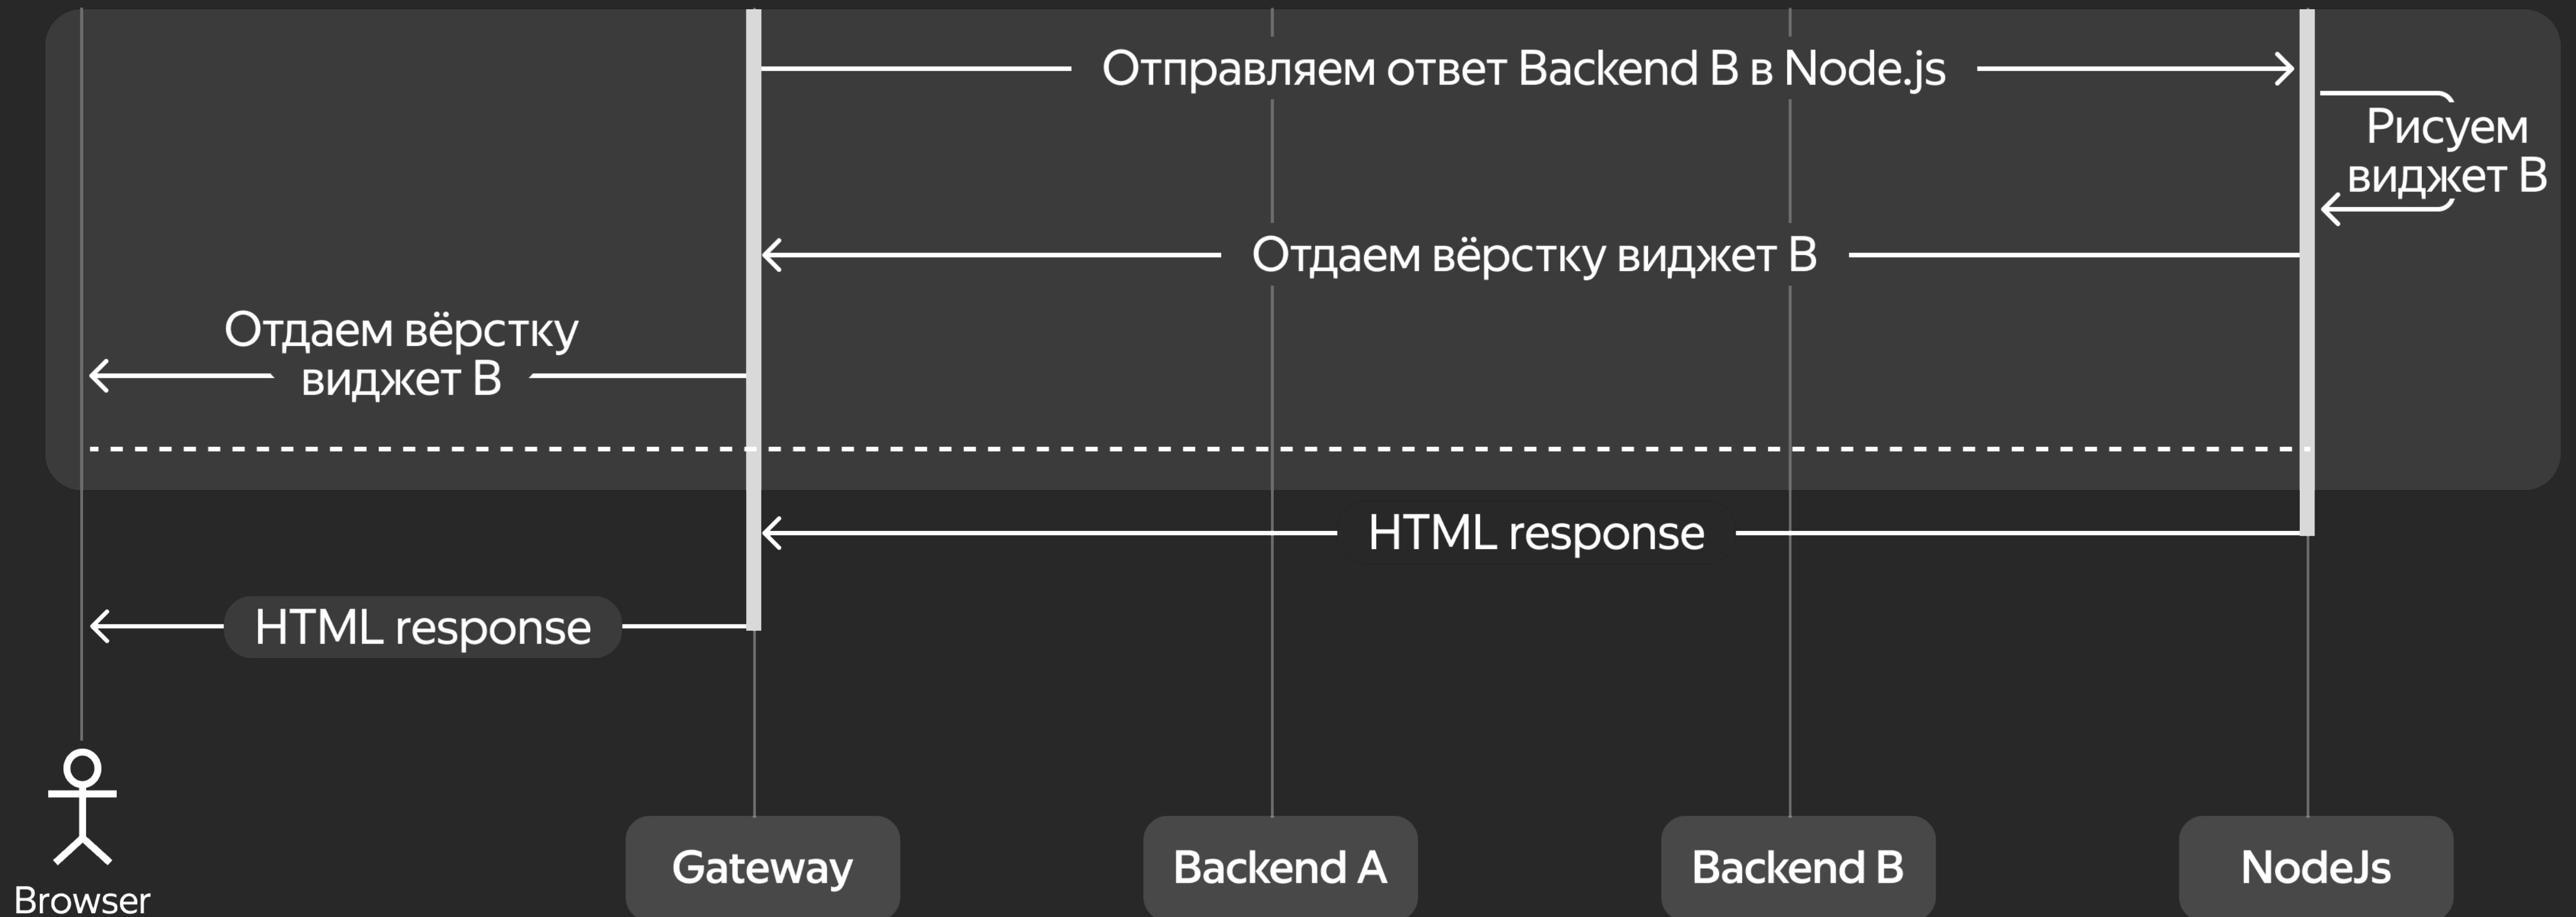 Отправляем ответ Backend B в Node.js
Рисуем
виджет B
Отдаем вёрстку виджет B
Отдаем вёрстку
виджет B
HTML response
HTML response
Browser
Gateway
Backend A
Backend B
NodeJs